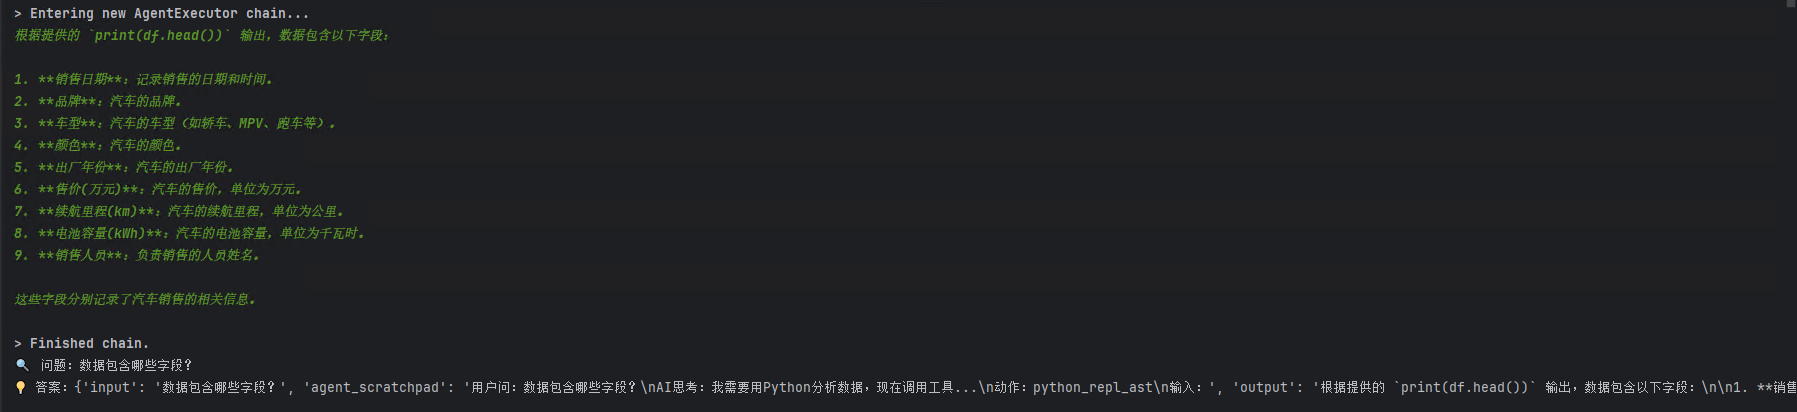 > Entering new AgentExecutor chain...
根据提供的 `print(df.head())` 输出，数据包含以下字段：
1. **销售日期**：记录销售的日期和时间。
2. **品牌**：汽车的品牌。
3. **车型**：汽车的车型（如轿车、MPV、跑车等）。
4. **颜色**：汽车的颜色。
5. **出厂年份**：汽车的出厂年份。
6. **售价(万元)**：汽车的售价，单位为万元。
7. **续航里程(km)**：汽车的续航里程，单位为公里。
8. **电池容量(kWh)**：汽车的电池容量，单位为千瓦时。
9. **销售人员**：负责销售的人员姓名。
这些字段分别记录了汽车销售的相关信息。
> Finished chain.
🔍 问题：数据包含哪些字段？
💡 答案：{'input': '数据包含哪些字段？', 'agent_scratchpad': '用户问：数据包含哪些字段？\nAI思考：我需要用Python分析数据，现在调用工具...\n动作：python_repl_ast\n输入：', 'output': '根据提供的 `print(df.head())` 输出，数据包含以下字段：\n\n1. **销售